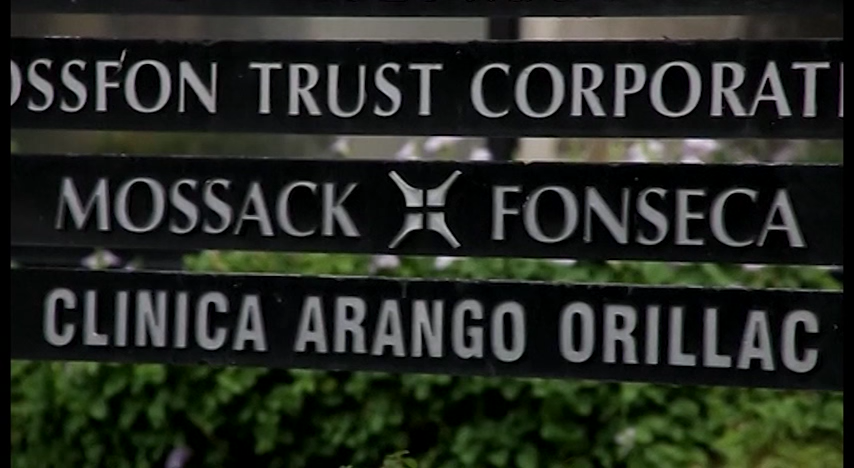 OSSFON TRUST CORPORATI
MOSSACK FONSECA
CLINICA ARANGO ORILLAC